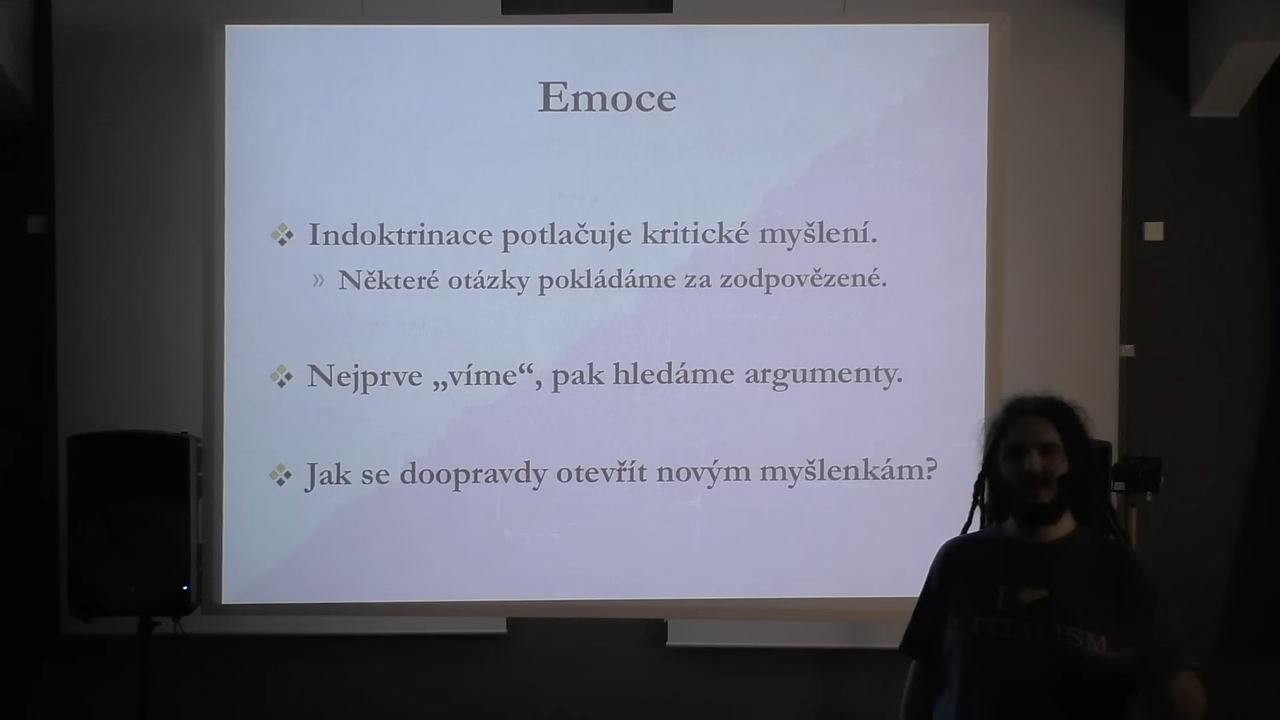 Emoce
Indoktrinace potlačuje kritické myšlení.
» Některé otázky pokládáme za zodpovězené.
Nejprve „víme“, pak hledáme argumenty.
Jak se doopravdy otevřít novým myšlenkám?
I